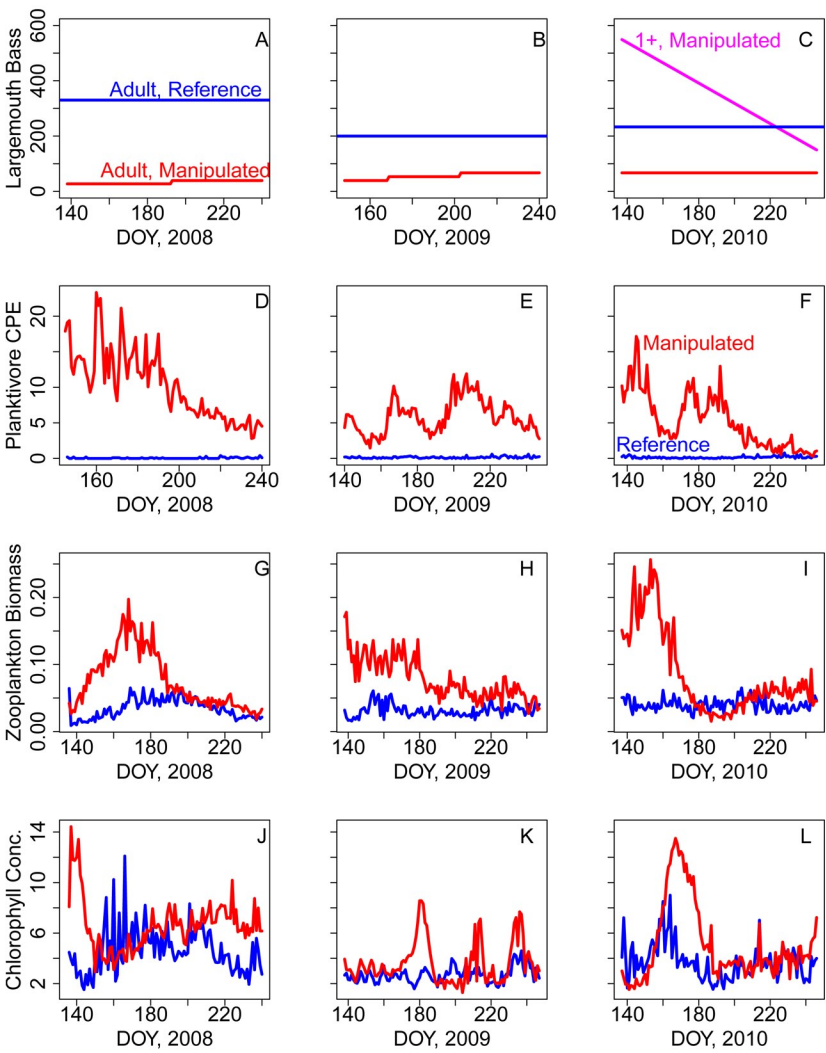 Largemouth Bass
600
400
200
0
A
Adult, Reference
Adult, Manipulated
140 180 220
DOY, 2008
B
160 200 240
DOY, 2009
C
1+, Manipulated
140 180 220
DOY, 2010
Planktivore CPE
20
10
5
0
D
160 200 240
DOY, 2008
E
140 180 220
DOY, 2009
F
Manipulated
Reference
140 180 220
DOY, 2010
Zooplankton Biomass
0.20
0.10
0.00
G
140 180 220
DOY, 2008
H
140 180 220
DOY, 2009
I
140 180 220
DOY, 2010
Chlorophyll Conc.
14
10
6
2
J
140 180 220
DOY, 2008
K
140 180 220
DOY, 2009
L
140 180 220
DOY, 2010